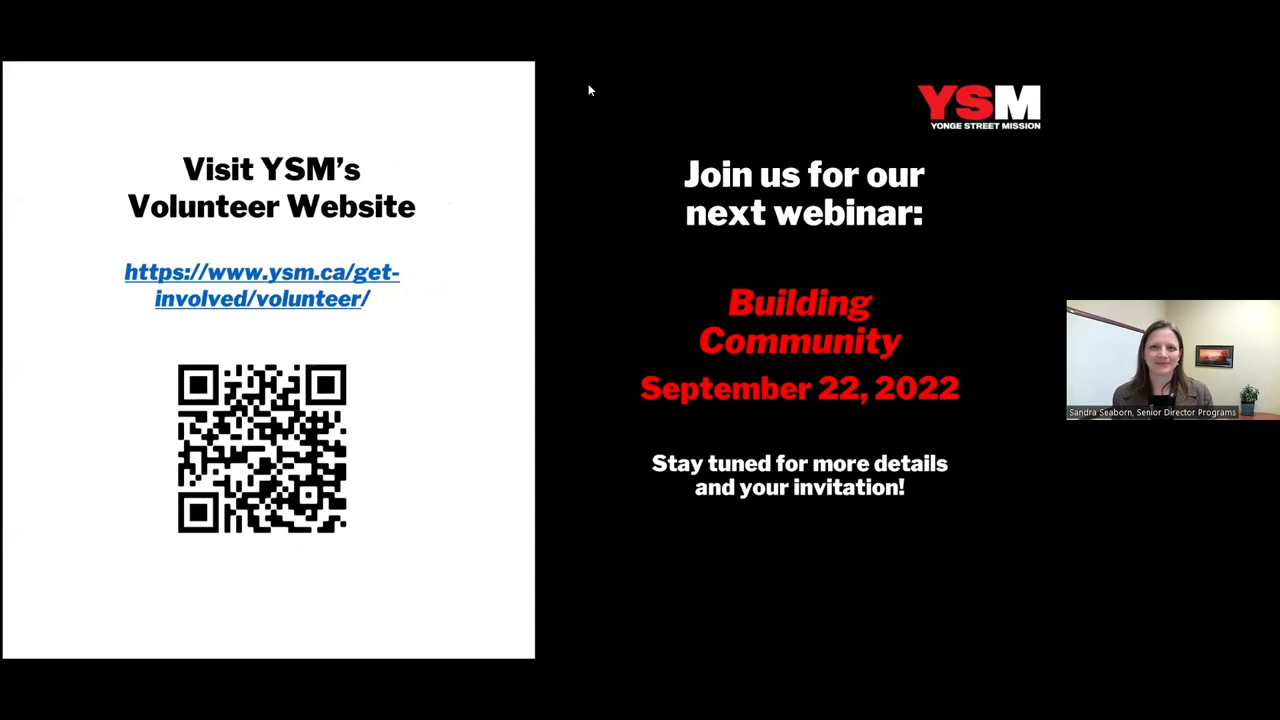 Visit YSM's
Volunteer Website
https://www.ysm.ca/get-
involved/volunteer/
YSM
YONGE STREET MISSION
Join us for our
next webinar:
Building
Community
September 22, 2022
Stay tuned for more details
and your invitation!
Sandra Seaborn, Senior Director Programs